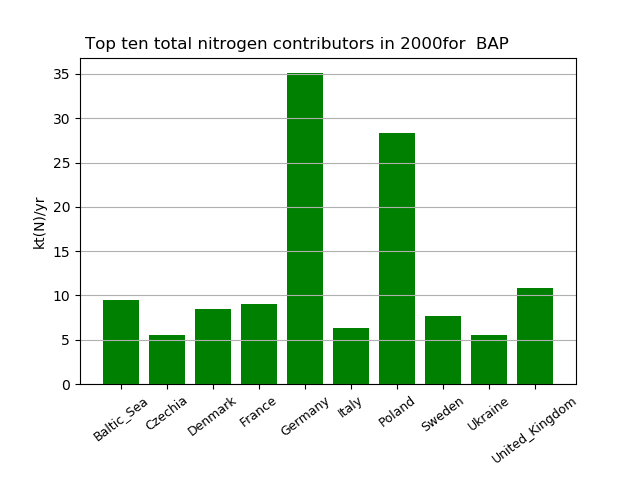 Top ten total nitrogen contributors in 2000for  BAP
35
30
25
20
15
10
5
0
kt(N)/yr
Baltic_Sea
Czechia
Denmark
France
Germany
Italy
Poland
Sweden
Ukraine
United_Kingdom